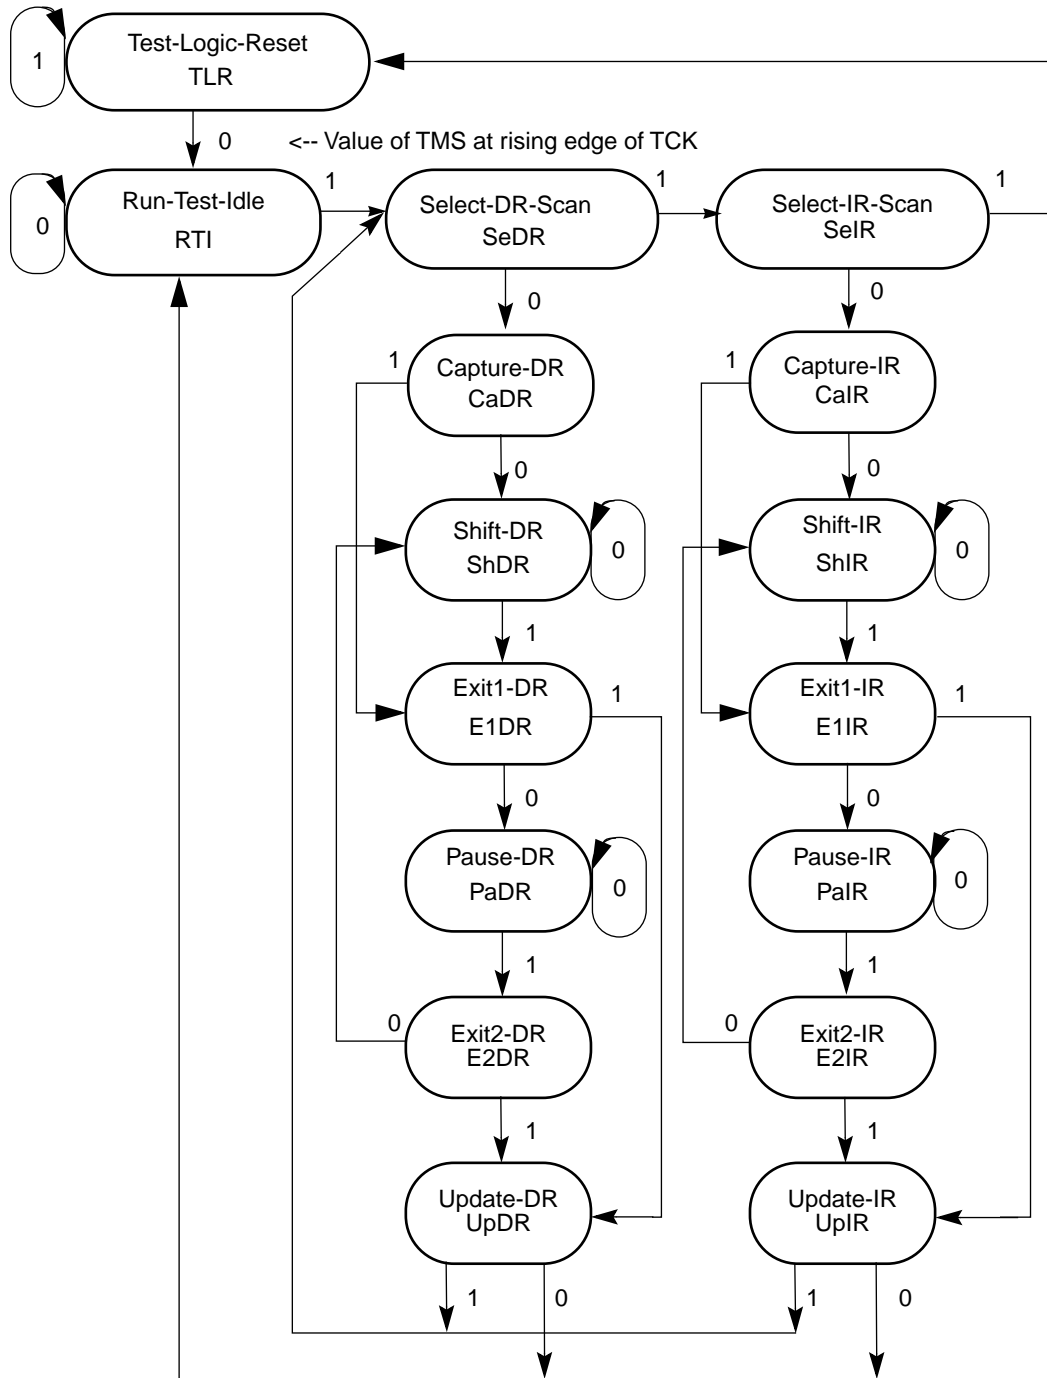 Test-Logic-Reset
TLR
1
0
<-- Value of TMS at rising edge of TCK
Run-Test-Idle
RTI
0
1
Select-DR-Scan
SeDR
1
Select-IR-Scan
SeIR
1
0
0
1
Capture-DR
CaDR
1
Capture-IR
CaIR
0
0
Shift-DR
ShDR
0
Shift-IR
ShIR
0
1
1
Exit1-DR
E1DR
1
Exit1-IR
E1IR
1
0
0
Pause-DR
PaDR
0
Pause-IR
PaIR
0
1
1
0
Exit2-DR
E2DR
0
Exit2-IR
E2IR
1
1
Update-DR
UpDR
Update-IR
UpIR
1
0
1
0